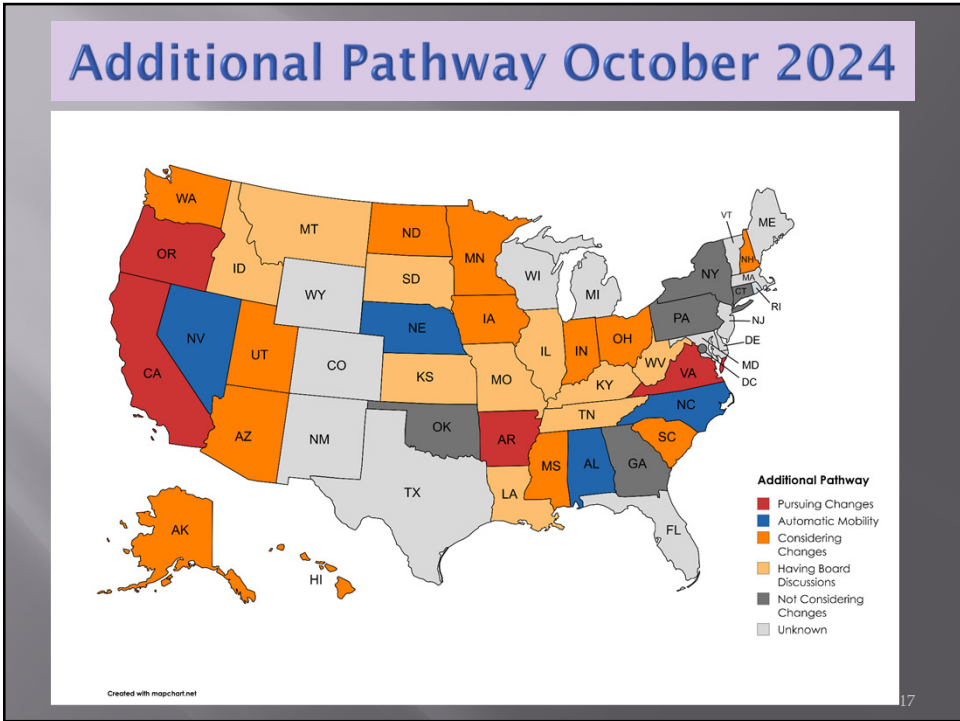 Additional Pathway October 2024
WA
MT
ND
MN
VT
ME
OR
ID
SD
WI
NY
NH
MA
WY
MI
CT
RI
NV
NE
IA
PA
NJ
UT
CO
IL
IN
OH
DE
CA
KS
MO
KY
WV
VA
MD
DC
AZ
NM
OK
AR
TN
NC
MS
AL
GA
SC
TX
LA
FL
AK
HI
Additional Pathway
Pursuing Changes
Automatic Mobility
Considering
Changes
Having Board
Discussions
Not Considering
Changes
Unknown
Created with mapchart.net
17